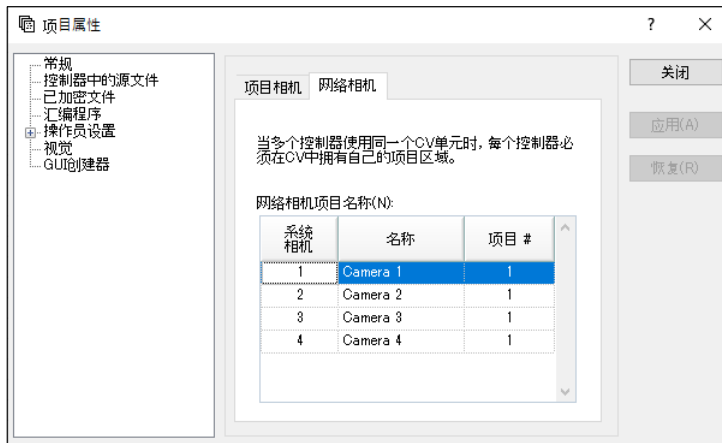 项目属性
?
常规
控制器中的源文件
已加密文件
汇编程序
操作员设置
视觉
GUI创建器
项目相机 网络相机
当多个控制器使用同一个CV单元时, 每个控制器必
须在CV中拥有自己的项目区域。
网络相机项目名称(N):
系统
相机 名称 项目 #
1 Camera 1 1
2 Camera 2 1
3 Camera 3 1
4 Camera 4 1
关闭
应用(A)
恢复(R)